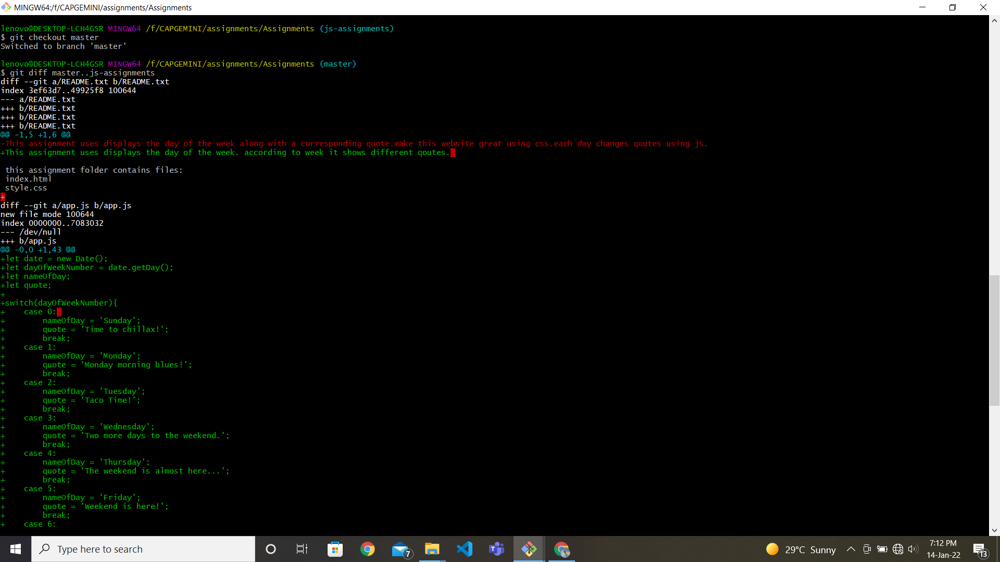 MINGW64:/f/CAPGEMINI/assignments/Assignments
lenovo@DESKTOP-LCH4GSR MINGW64 /f/CAPGEMINI/assignments/Assignments (js-assignments)
$ git checkout master
Switched to branch 'master'
lenovo@DESKTOP-LCH4GSR MINGW64 /f/CAPGEMINI/assignments/Assignments (master)
$ git diff master..js-assignments
diff --git a/README.txt b/README.txt
index 3ef63d7..49925f8 100644
--- a/README.txt
+++ b/README.txt
+++ b/README.txt
+++ b/README.txt
@@ -1,5 +1,6 @@
-This assignment uses displays the day of the week along with a corresponding quote.make this website great using css.each day changes qoutes using js.
+This assignment uses displays the day of the week. according to week it shows different qoutes.
 this assignment folder contains files:
 index.html
 style.css
+
diff --git a/app.js b/app.js
new file mode 100644
index 0000000..7083032
--- /dev/null
+++ b/app.js
@@ -0,0 +1,43 @@
+let date = new Date();
+let dayOfWeekNumber = date.getDay();
+let nameOfDay;
+let quote;
+
+switch(dayOfWeekNumber){
+    case 0:
+        nameOfDay = 'Sunday';
+        quote = 'Time to chillax!';
+        break;
+    case 1:
+        nameOfDay = 'Monday';
+        quote = 'Monday morning blues!';
+        break;
+    case 2:
+        nameOfDay = 'Tuesday';
+        quote = 'Taco Time!';
+        break;
+    case 3:
+        nameOfDay = 'Wednesday';
+        quote = 'Two more days to the weekend.';
+        break;
+    case 4:
+        nameOfDay = 'Thursday';
+        quote = 'The weekend is almost here...';
+        break;
+    case 5:
+        nameOfDay = 'Friday';
+        quote = 'Weekend is here!';
+        break;
+    case 6:
Type here to search
7
29°C Sunny
7:12 PM
14-Jan-22
13